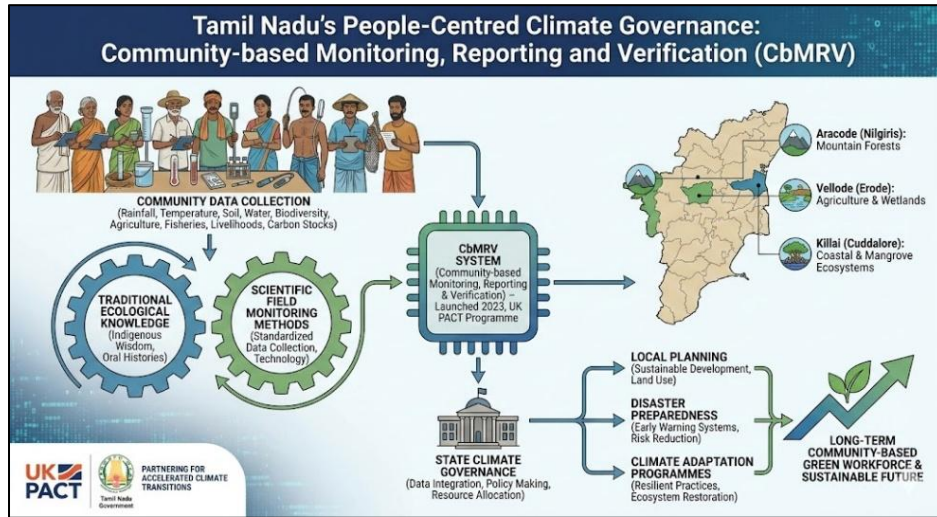 Tamil Nadu's People-Centred Climate Governance:
Community-based Monitoring, Reporting and Verification (CbMRV)
COMMUNITY DATA COLLECTION
(Rainfall, Temperature, Soil, Water, Biodiversity,
Agriculture, Fisheries, Livelihoods, Carbon Stocks)
TRADITIONAL
ECOLOGICAL
KNOWLEDGE
(Indigenous
Wisdom,
Oral Histories)
SCIENTIFIC
FIELD
MONITORING
METHODS
(Standardized
Data Collection,
Technology)
CbMRV
SYSTEM
(Community-based
Monitoring, Reporting
& Verification) –
Launched 2023, UK
PACT Programme
Aracode (Nilgiris):
Mountain Forests
Vellode (Erode):
Agriculture & Wetlands
Killai (Cuddalore):
Coastal & Mangrove
Ecosystems
STATE CLIMATE
GOVERNANCE
(Data Integration, Policy Making,
Resource Allocation)
LOCAL PLANNING
(Sustainable Development,
Land Use)
DISASTER
PREPAREDNESS
(Early Warning Systems,
Risk Reduction)
CLIMATE ADAPTATION
PROGRAMMES
(Resilient Practices,
Ecosystem Restoration)
LONG-TERM
COMMUNITY-BASED
GREEN WORKFORCE &
SUSTAINABLE FUTURE
UK
PACT
Tamil Nadu
Government
PARTNERING FOR
ACCELERATED CLIMATE
TRANSITIONS